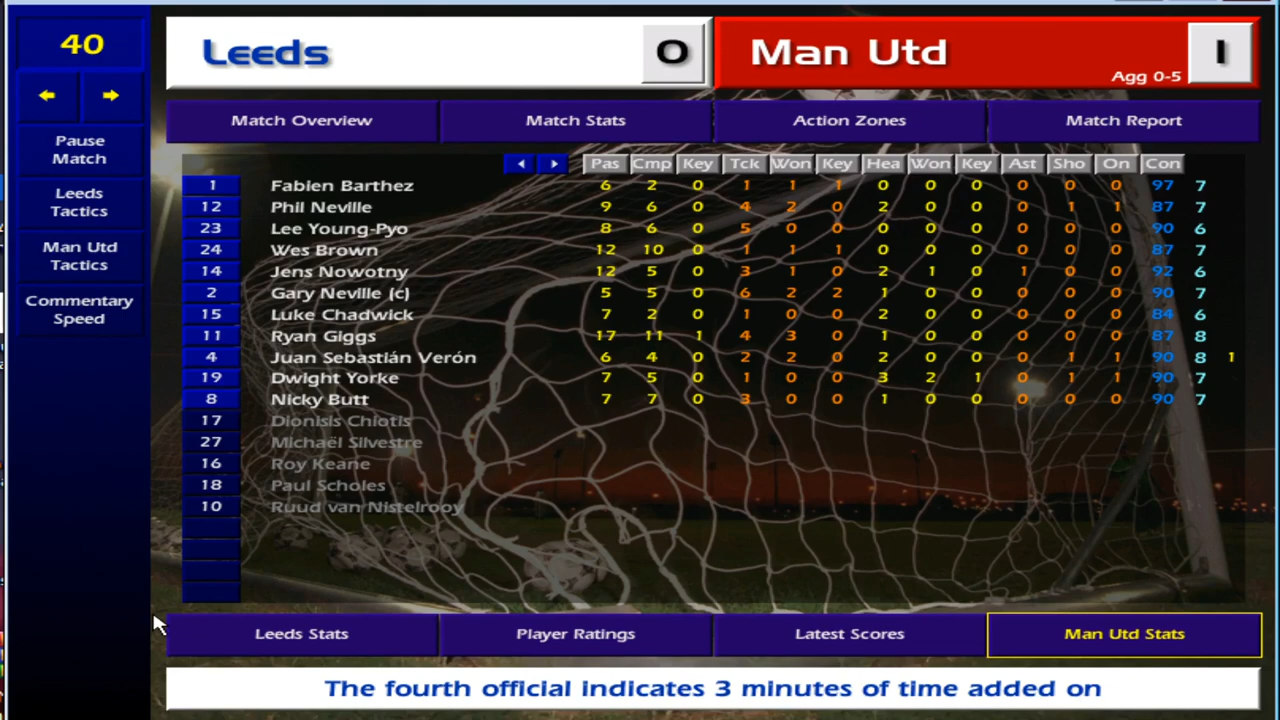 40
Leeds 0 Man Utd Agg 0-5 1
Match Overview Match Stats Action Zones Match Report
Pause Match
Leeds Tactics
Man Utd Tactics
Commentary Speed
Pas Cmp Key Tck Won Key Hea Won Key Ast Sho On Con
1 Fabien Barthez 6 2 0 1 1 1 0 0 0 0 0 0 97 7
12 Phil Neville 9 6 0 4 2 0 2 0 0 0 1 1 87 7
23 Lee Young-Pyo 8 6 0 5 0 0 0 0 0 0 0 0 90 6
24 Wes Brown 12 10 0 1 1 1 0 0 0 0 0 0 87 7
14 Jens Nowotny 12 5 0 3 1 0 2 1 0 1 0 0 92 6
2 Gary Neville (c) 5 5 0 6 2 2 1 0 0 0 0 0 90 7
15 Luke Chadwick 7 2 0 1 0 0 2 0 0 0 0 0 84 6
11 Ryan Giggs 17 11 1 4 3 0 1 0 0 0 0 0 87 8
4 Juan Sebastián Verón 6 4 0 2 2 0 2 0 0 0 1 1 90 8 1
19 Dwight Yorke 7 5 0 1 0 0 3 2 1 0 1 1 90 7
8 Nicky Butt 7 7 0 3 0 0 1 0 0 0 0 0 90 7
17 Dionisis Chiotis
27 Michaël Silvestre
16 Roy Keane
18 Paul Scholes
10 Ruud van Nistelrooy
Leeds Stats Player Ratings Latest Scores Man Utd Stats
The fourth official indicates 3 minutes of time added on